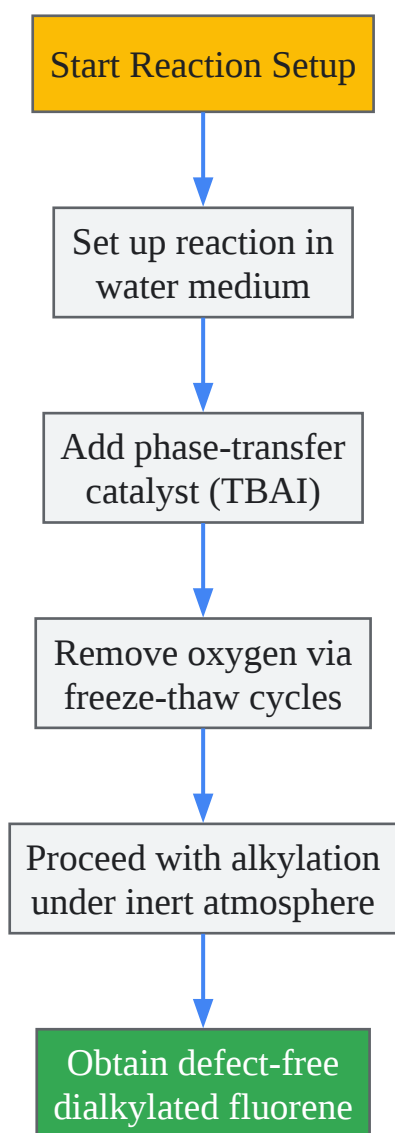 Start Reaction Setup
Set up reaction in
water medium
Add phase-transfer
catalyst (TBAI)
Remove oxygen via
freeze-thaw cycles
Proceed with alkylation
under inert atmosphere
Obtain defect-free
dialkylated fluorene